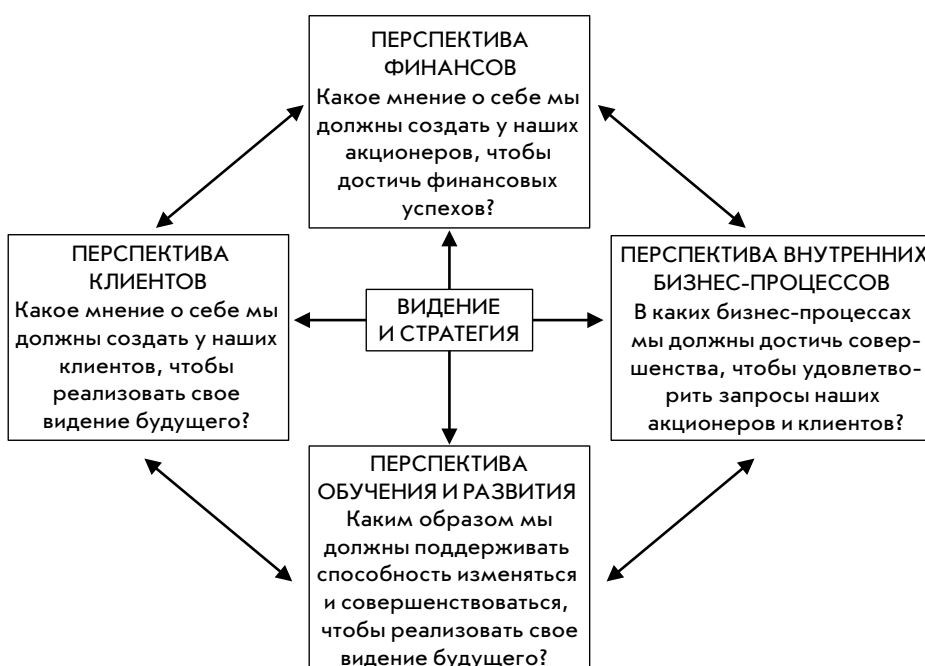 ПЕРСПЕКТИВА
ФИНАНСОВ
Какое мнение о себе мы
должны создать у наших
акционеров, чтобы
достичь финансовых
успехов?
ПЕРСПЕКТИВА
КЛИЕНТОВ
Какое мнение о себе мы
должны создать у наших
клиентов, чтобы
реализовать свое
видение будущего?
ВИДЕНИЕ
И СТРАТЕГИЯ
ПЕРСПЕКТИВА ВНУТРЕННИХ
БИЗНЕС-ПРОЦЕССОВ
В каких бизнес-процессах
мы должны достичь совер-
шенства, чтобы удовлетво-
рить запросы наших
акционеров и клиентов?
ПЕРСПЕКТИВА
ОБУЧЕНИЯ И РАЗВИТИЯ
Каким образом мы
должны поддерживать
способность изменяться
и совершенствоваться,
чтобы реализовать свое
видение будущего?